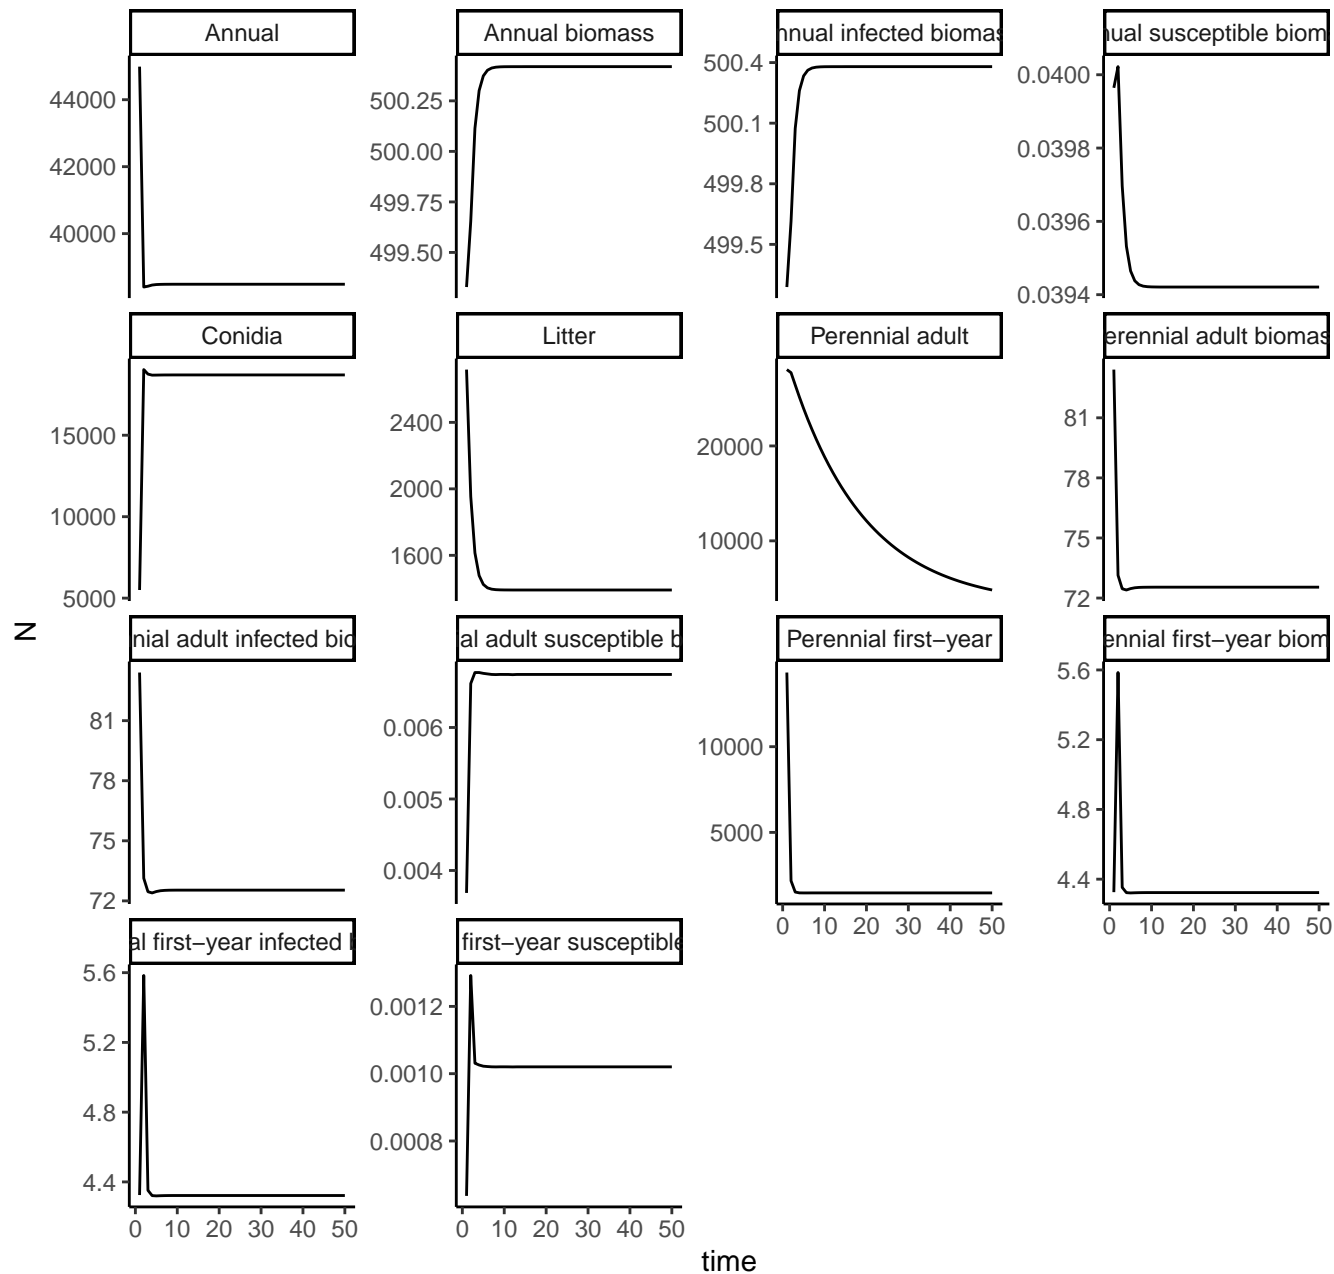 Annual
Annual biomass
nnual infected biomas
nual susceptible biom
44000
42000
40000
500.25
500.00
499.75
499.50
500.4
500.1
499.8
499.5
0.0400
0.0398
0.0396
0.0394
Conidia
Litter
Perennial adult
erennial adult biomas
15000
10000
5000
2400
2000
1600
20000
10000
81
78
75
72
N
nial adult infected bio
al adult susceptible b
Perennial first−year
ennial first−year biom
81
78
75
72
0.006
0.005
0.004
10000
5000
5.6
5.2
4.8
4.4
0 10 20 30 40 50
0 10 20 30 40 50
al first−year infected b
first−year susceptible
5.6
5.2
4.8
4.4
0.0012
0.0010
0.0008
0 10 20 30 40 50
0 10 20 30 40 50
time